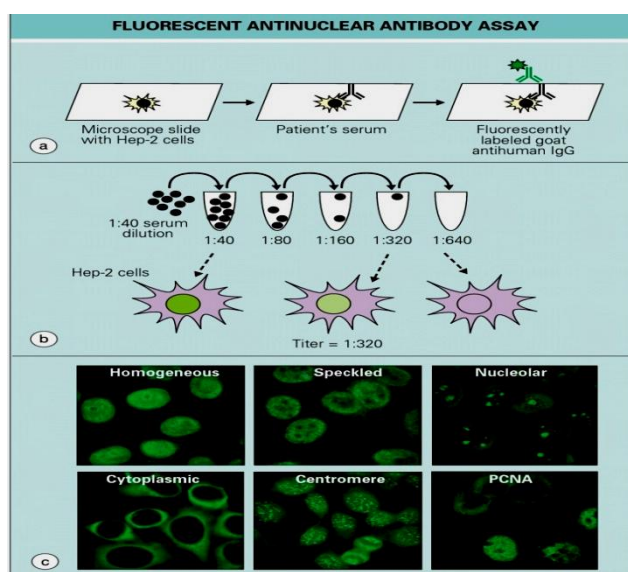 FLUORESCENT ANTINUCLEAR ANTIBODY ASSAY
Microscope slide
with Hep-2 cells
Patient's serum
Fluorescently
labeled goat
antihuman IgG
a
1:40 serum
dilution
1:40
1:80
1:160
1:320
1:640
Hep-2 cells
Titer = 1:320
b
Homogeneous
Speckled
Nucleolar
Cytoplasmic
Centromere
PCNA
c